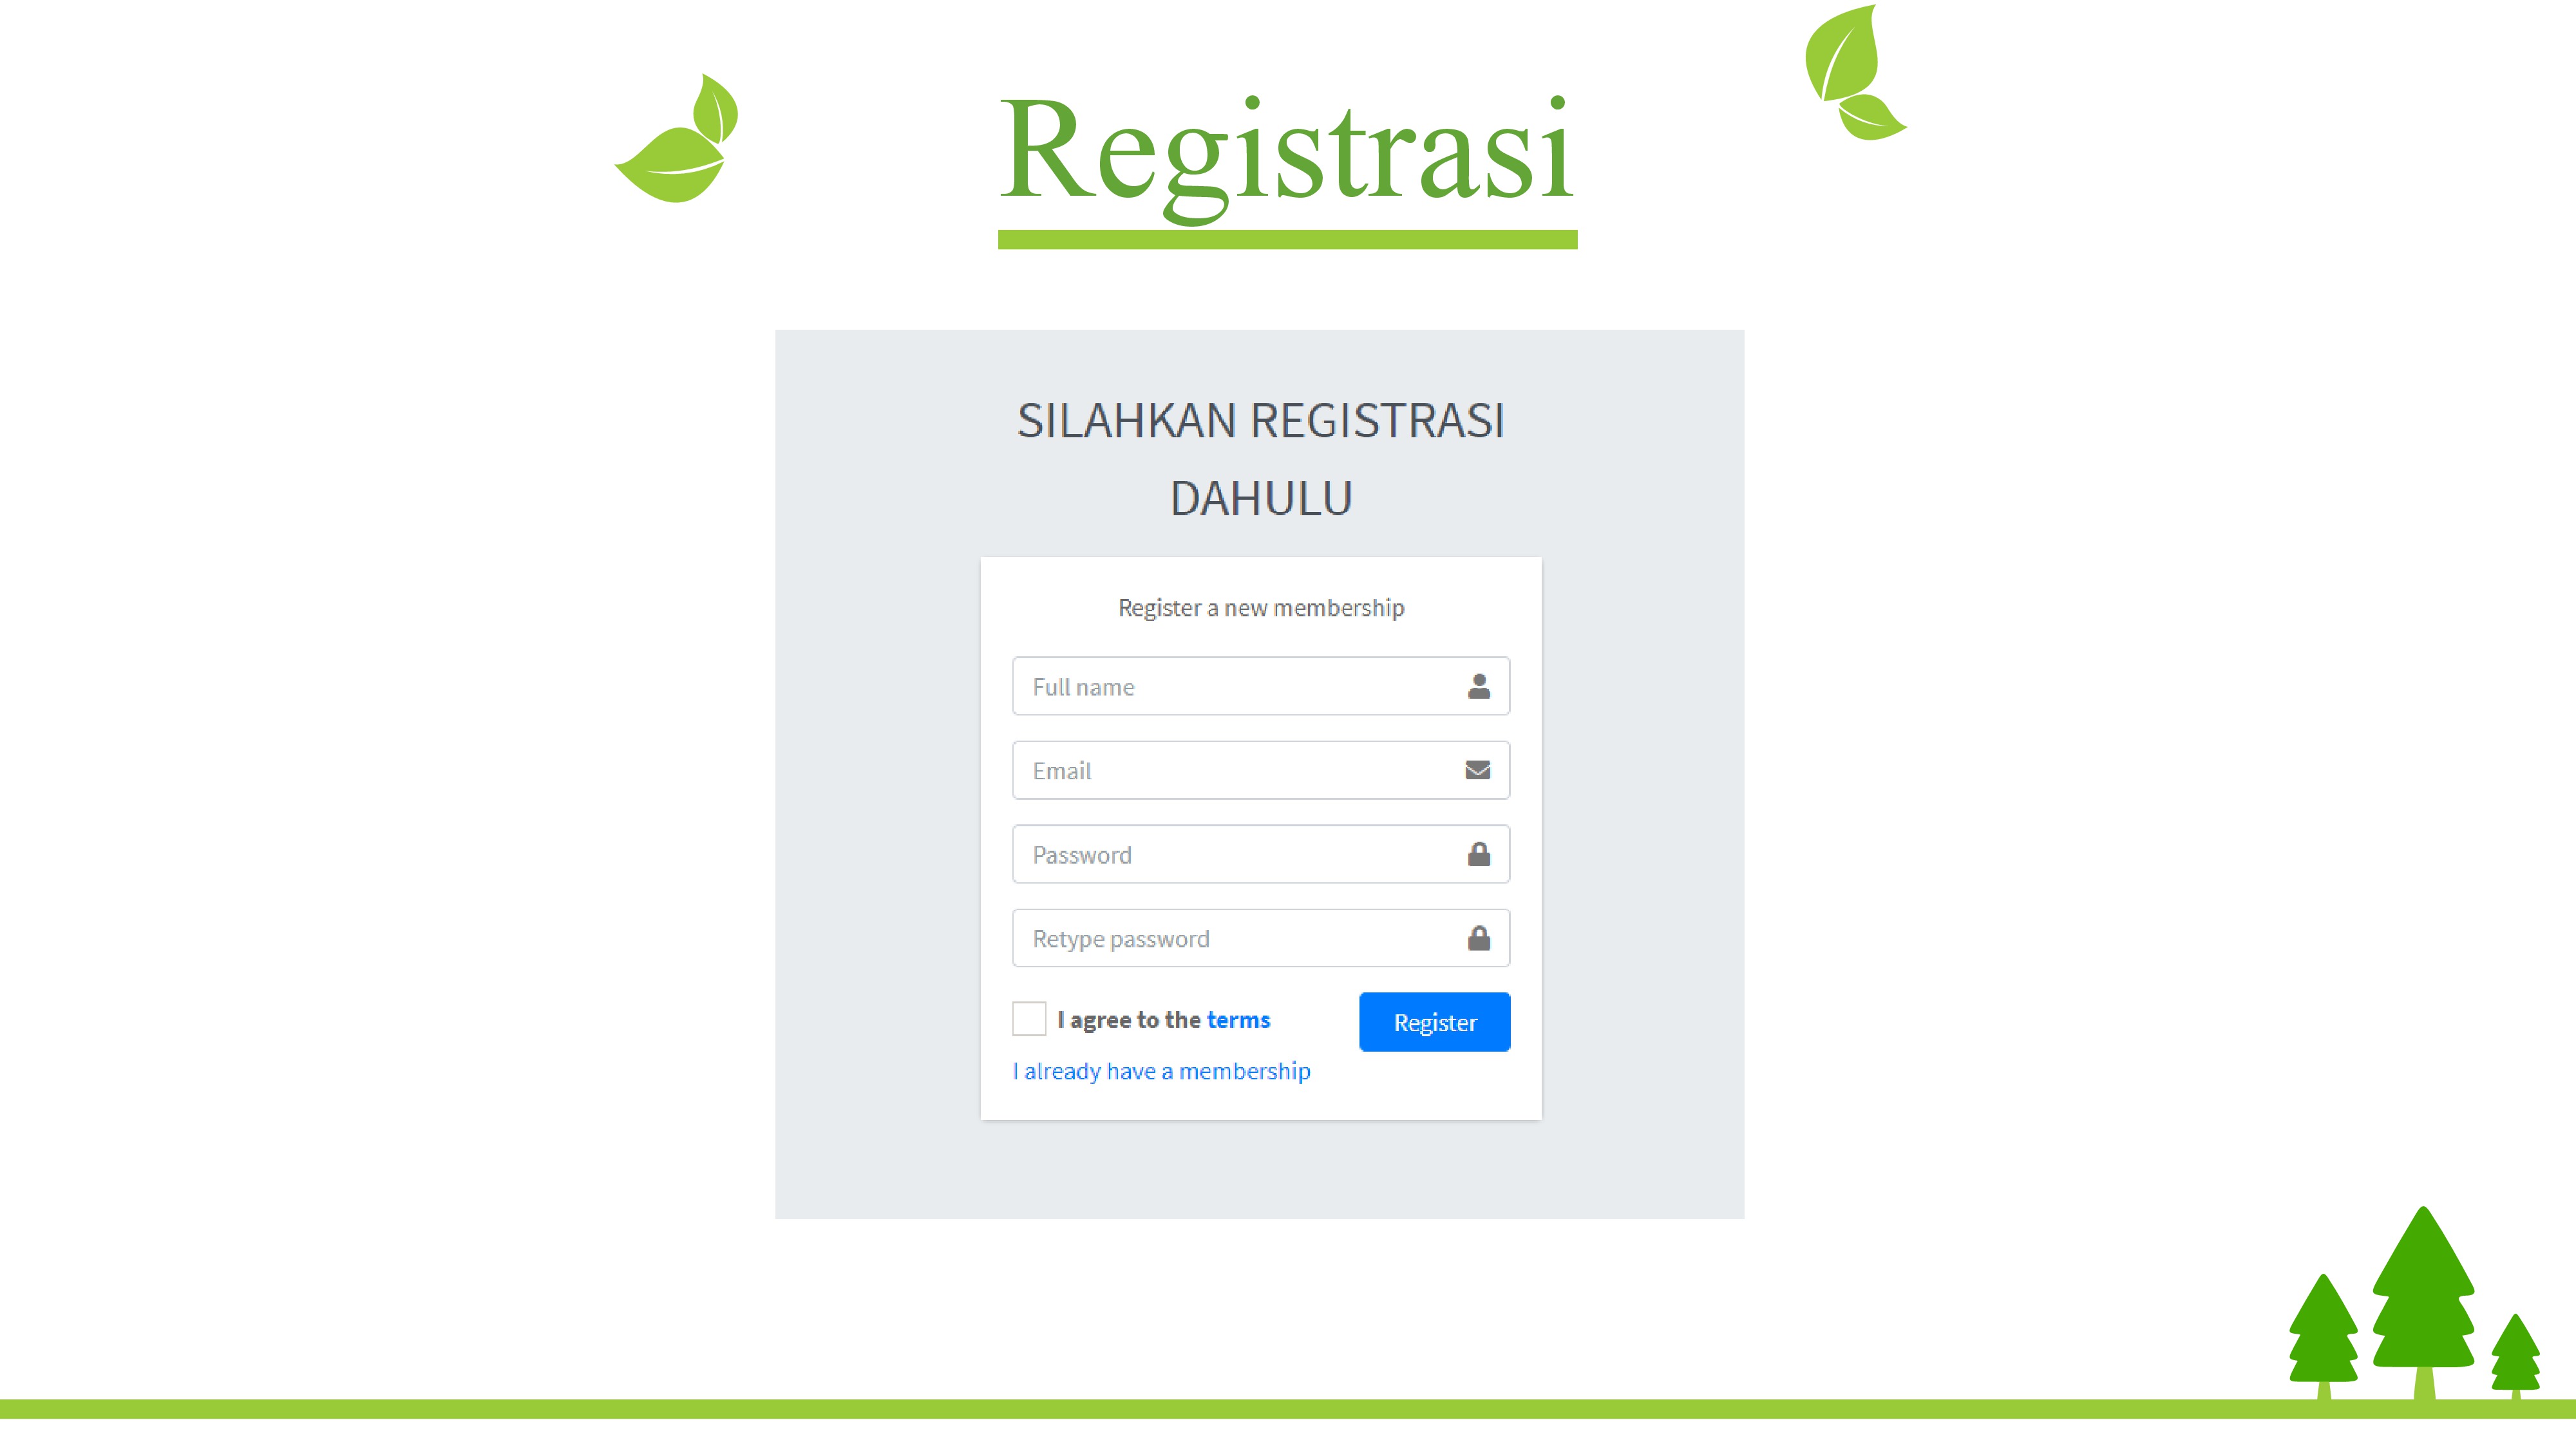 Registrasi
SILAHKAN REGISTRASI
DAHULU
Register a new membership
Full name
Email
Password
Retype password
I agree to the terms
Register
I already have a membership